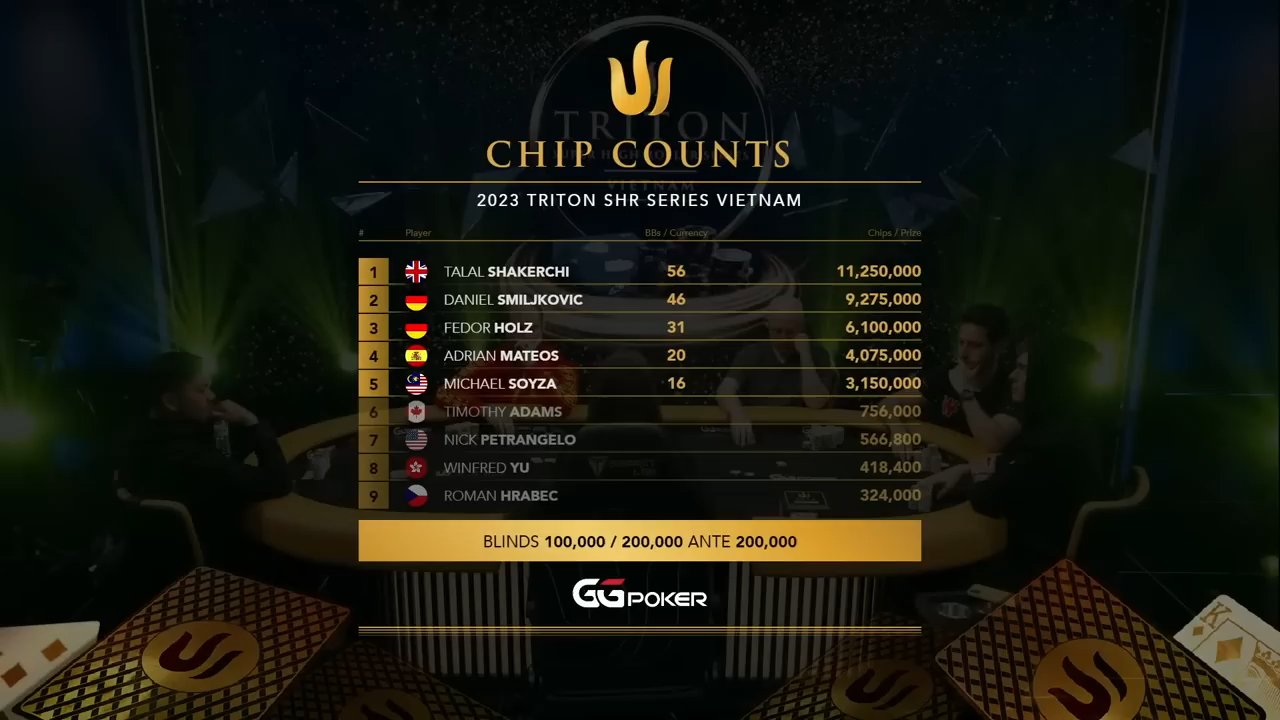 TRITON
CHIP COUNTS
VIETNAM
2023 TRITON SHR SERIES VIETNAM
# Player BBs / Currency Chips / Prize
1 TALAL SHAKERCHI 56 11,250,000
2 DANIEL SMILJKOVIC 46 9,275,000
3 FEDOR HOLZ 31 6,100,000
4 ADRIAN MATEOS 20 4,075,000
5 MICHAEL SOYZA 16 3,150,000
6 TIMOTHY ADAMS 756,000
7 NICK PETRANGELO 566,800
8 WINFRED YU 418,400
9 ROMAN HRABEC 324,000
BLINDS 100,000 / 200,000 ANTE 200,000
GGPOKER
K